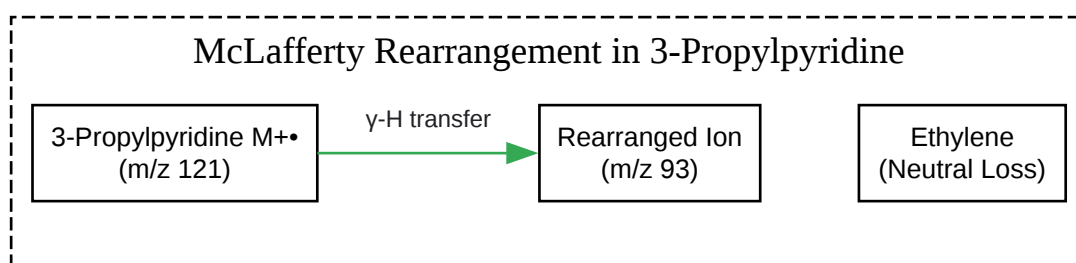 McLafferty Rearrangement in 3-Propylpyridine
3-Propylpyridine M+•
(m/z 121)
γ-H transfer
Rearranged Ion
(m/z 93)
Ethylene
(Neutral Loss)